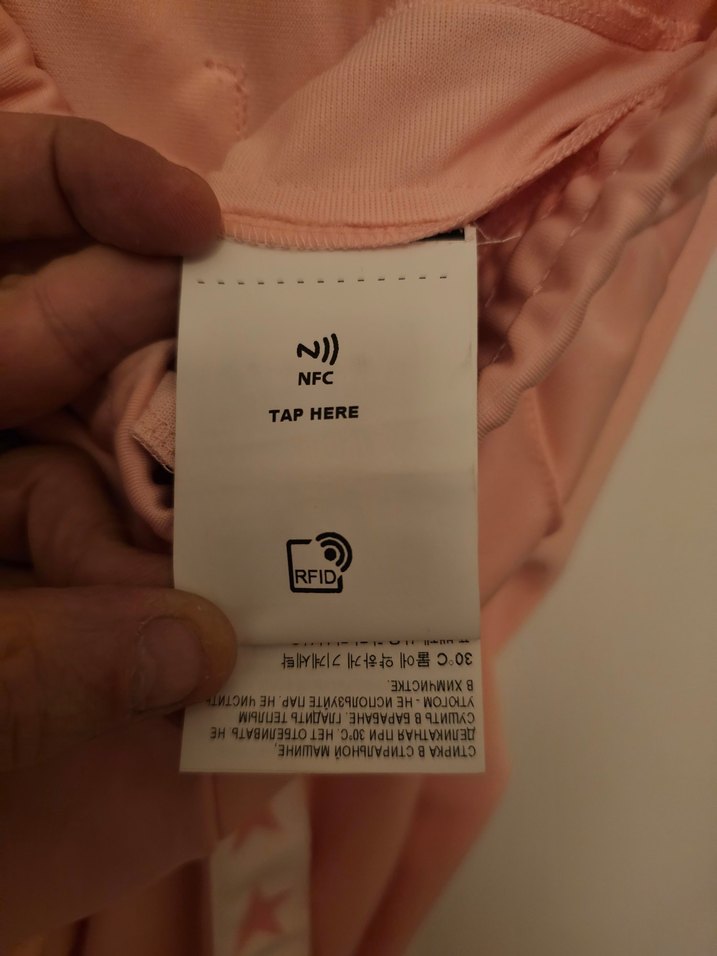 NFC
TAP HERE
RFID
СТИРКА В СТИРАЛЬНОЙ МАШИНЕ,
ДЕЛИКАТНАЯ ПРИ 30°C. НЕТ ОТБЕЛИВАТЬ. НЕ
СУШИТЬ В БАРАБАНЕ. ГЛАДИТЬ ТЕПЛЫМ
УТЮГОМ - НЕ ИСПОЛЬЗУЙТЕ ПАР. НЕ ЧИСТИТЬ
В ХИМЧИСТКЕ.
30°C 물에 약하게 기계세탁